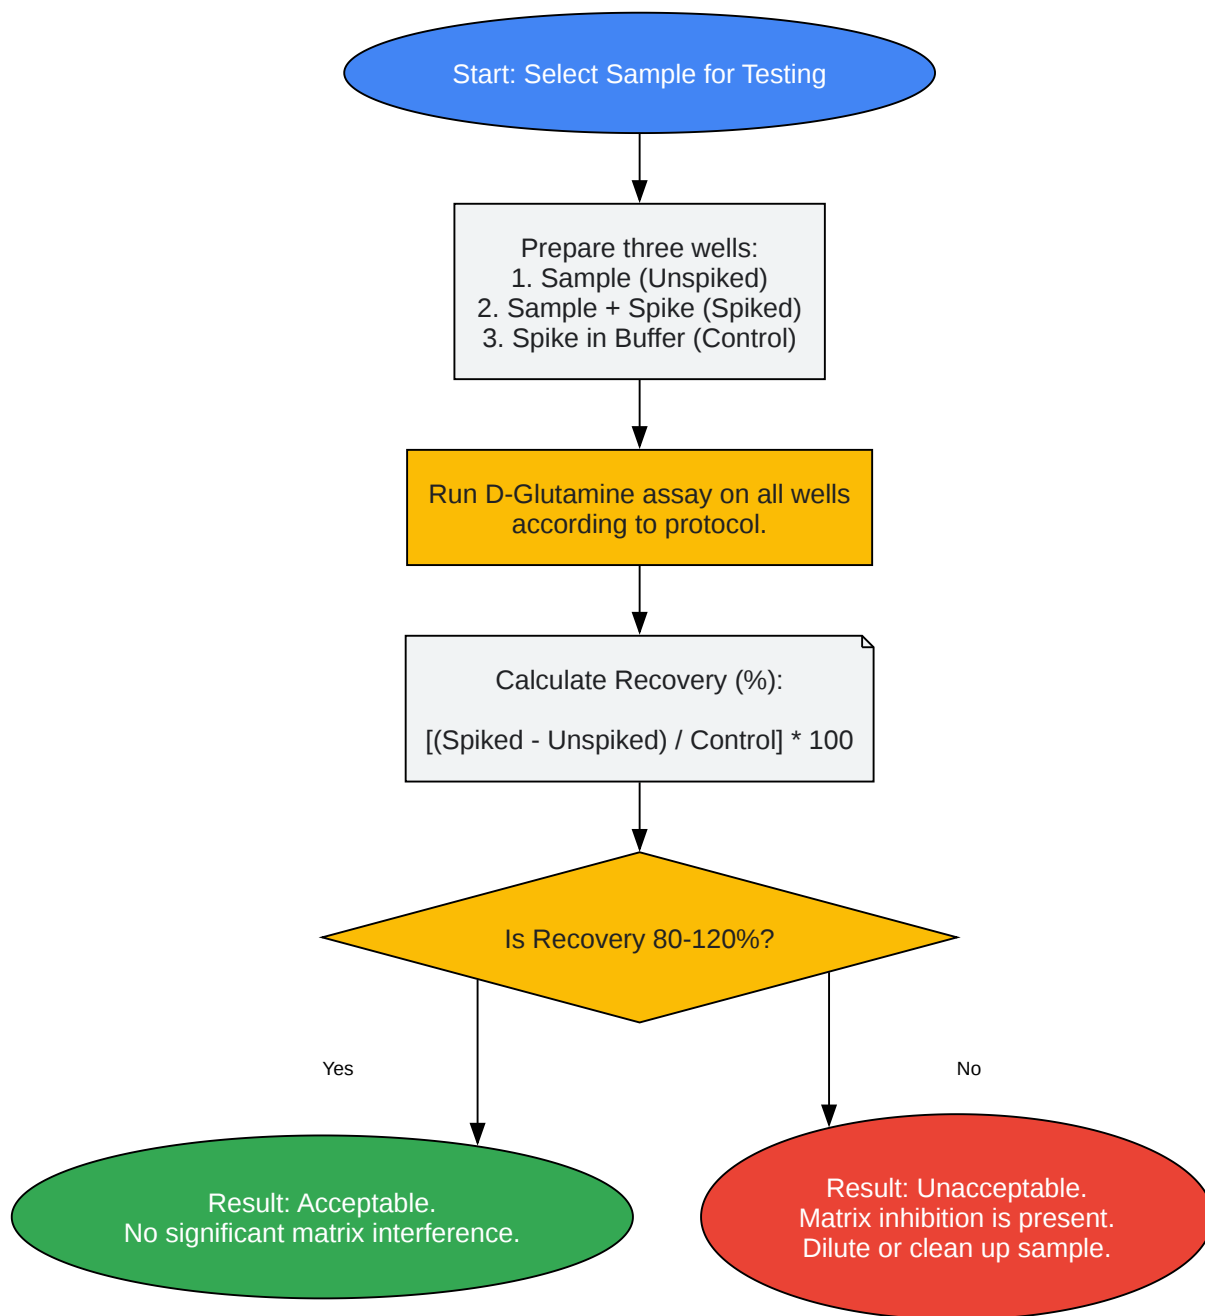 Start: Select Sample for Testing
Prepare three wells:
1. Sample (Unspiked)
2. Sample + Spike (Spiked)
3. Spike in Buffer (Control)
Run D-Glutamine assay on all wells
according to protocol.
Calculate Recovery (%):
[(Spiked - Unspiked) / Control] * 100
Is Recovery 80-120%?
Yes
No
Result: Acceptable.
No significant matrix interference.
Result: Unacceptable.
Matrix inhibition is present.
Dilute or clean up sample.